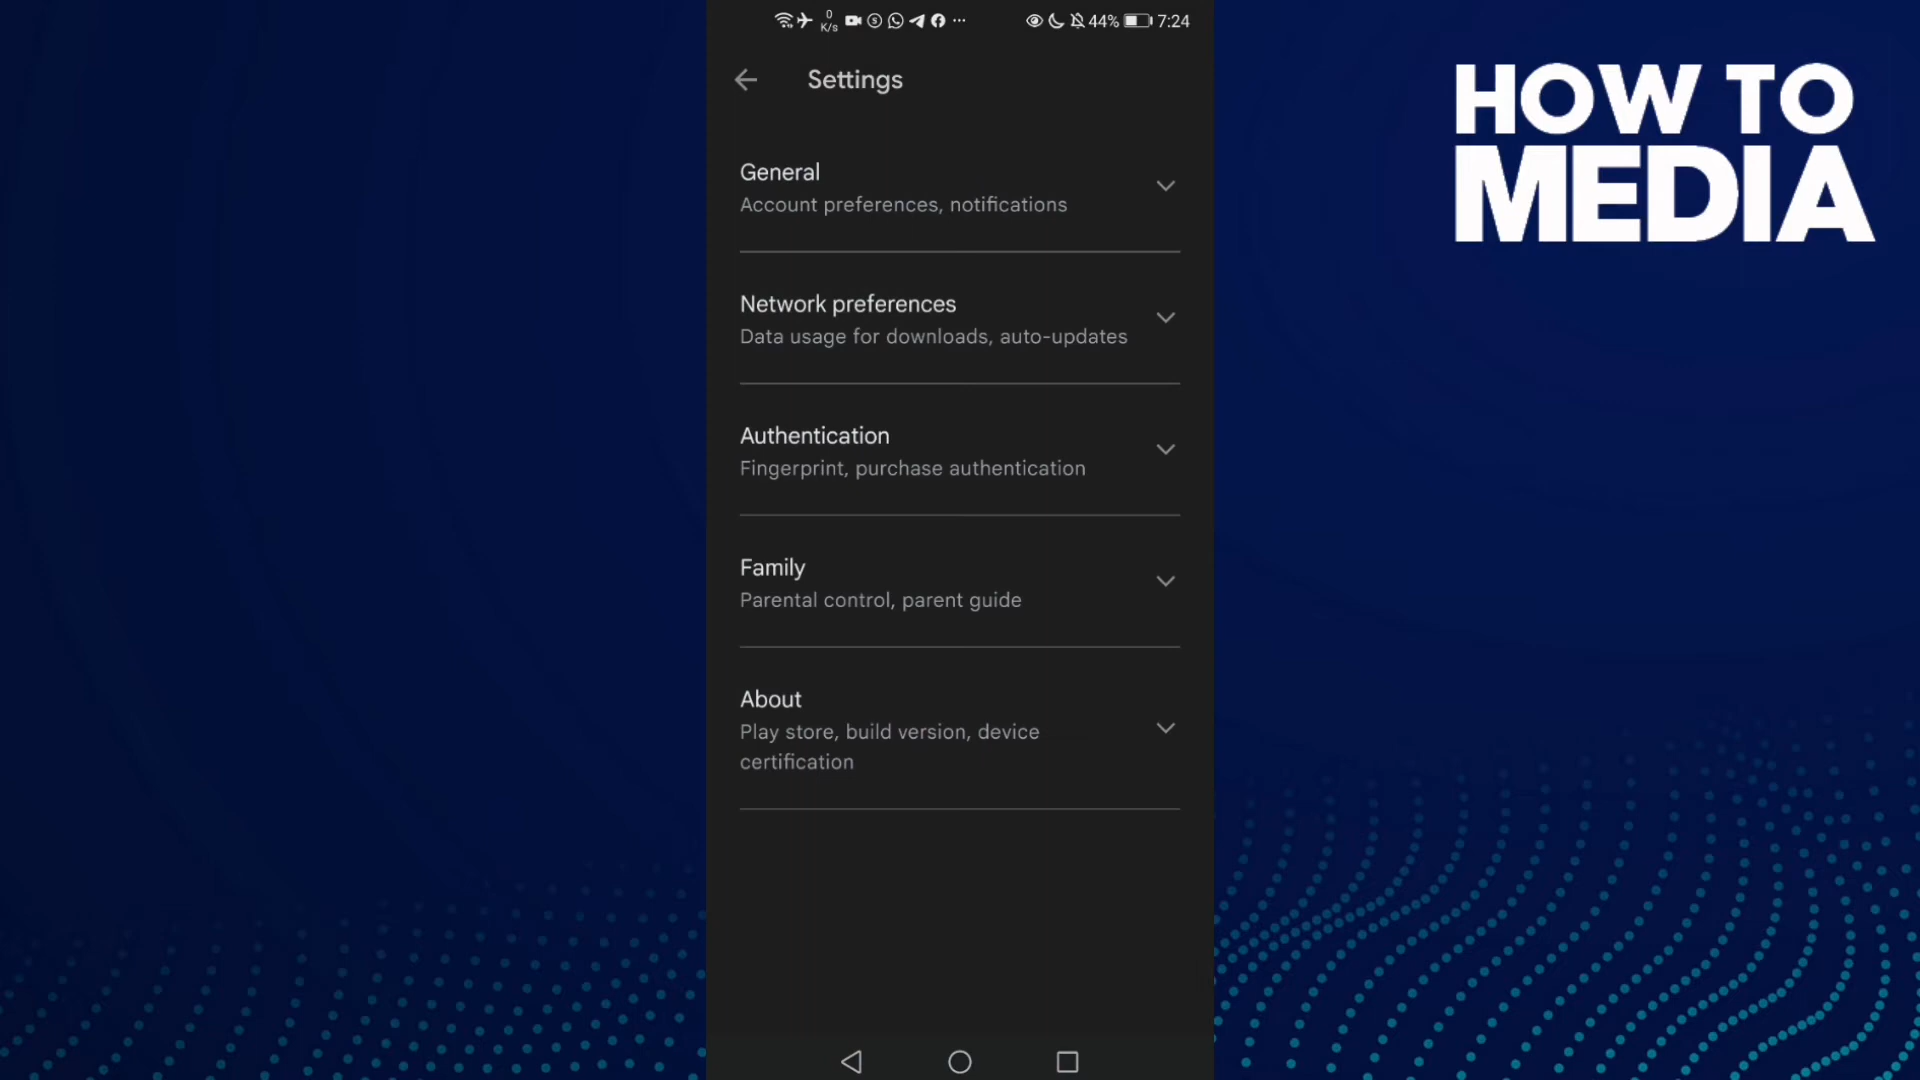 0
K/s
44% 7:24
HOW TO
MEDIA
Settings
General
Account preferences, notifications
Network preferences
Data usage for downloads, auto-updates
Authentication
Fingerprint, purchase authentication
Family
Parental control, parent guide
About
Play store, build version, device
certification